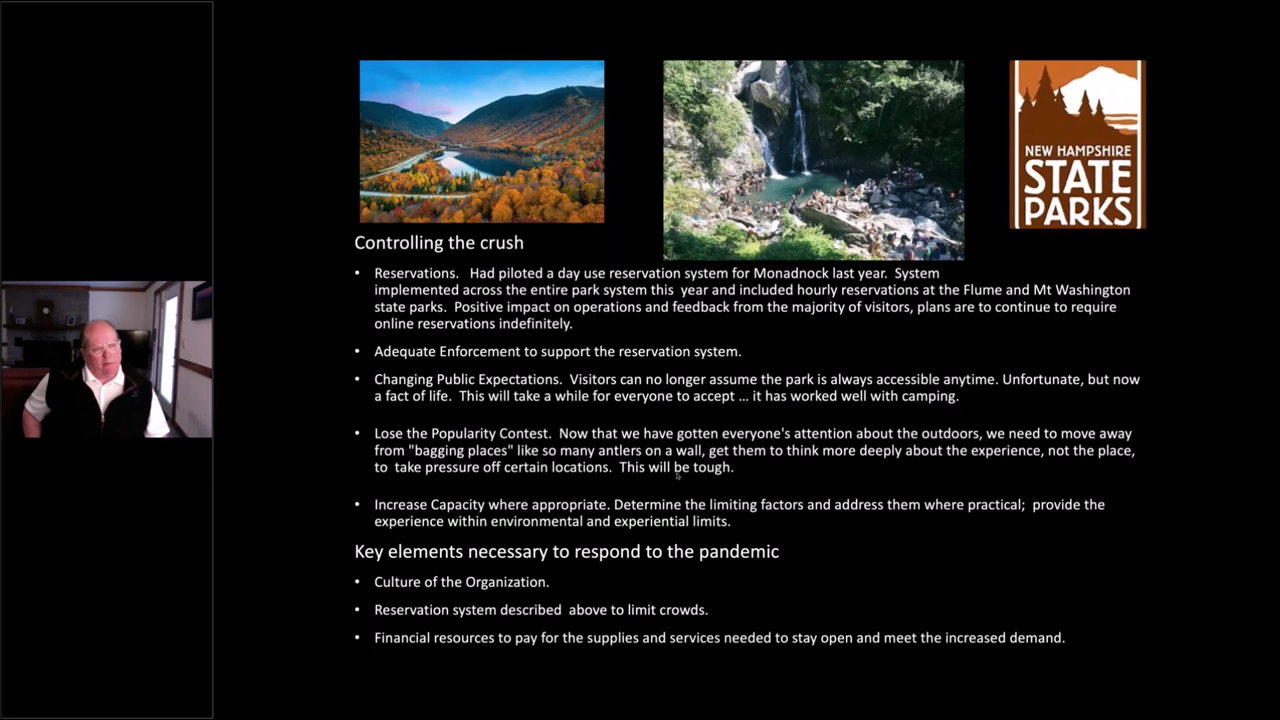 NEW HAMPSHIRE
STATE
PARKS
Controlling the crush
• Reservations. Had piloted a day use reservation system for Monadnock last year. System
implemented across the entire park system this year and included hourly reservations at the Flume and Mt Washington
state parks. Positive impact on operations and feedback from the majority of visitors, plans are to continue to require
online reservations indefinitely.
• Adequate Enforcement to support the reservation system.
• Changing Public Expectations. Visitors can no longer assume the park is always accessible anytime. Unfortunate, but now
a fact of life. This will take a while for everyone to accept … it has worked well with camping.
• Lose the Popularity Contest. Now that we have gotten everyone's attention about the outdoors, we need to move away
from "bagging places" like so many antlers on a wall, get them to think more deeply about the experience, not the place,
to take pressure off certain locations. This will be tough.
• Increase Capacity where appropriate. Determine the limiting factors and address them where practical; provide the
experience within environmental and experiential limits.
Key elements necessary to respond to the pandemic
• Culture of the Organization.
• Reservation system described above to limit crowds.
• Financial resources to pay for the supplies and services needed to stay open and meet the increased demand.